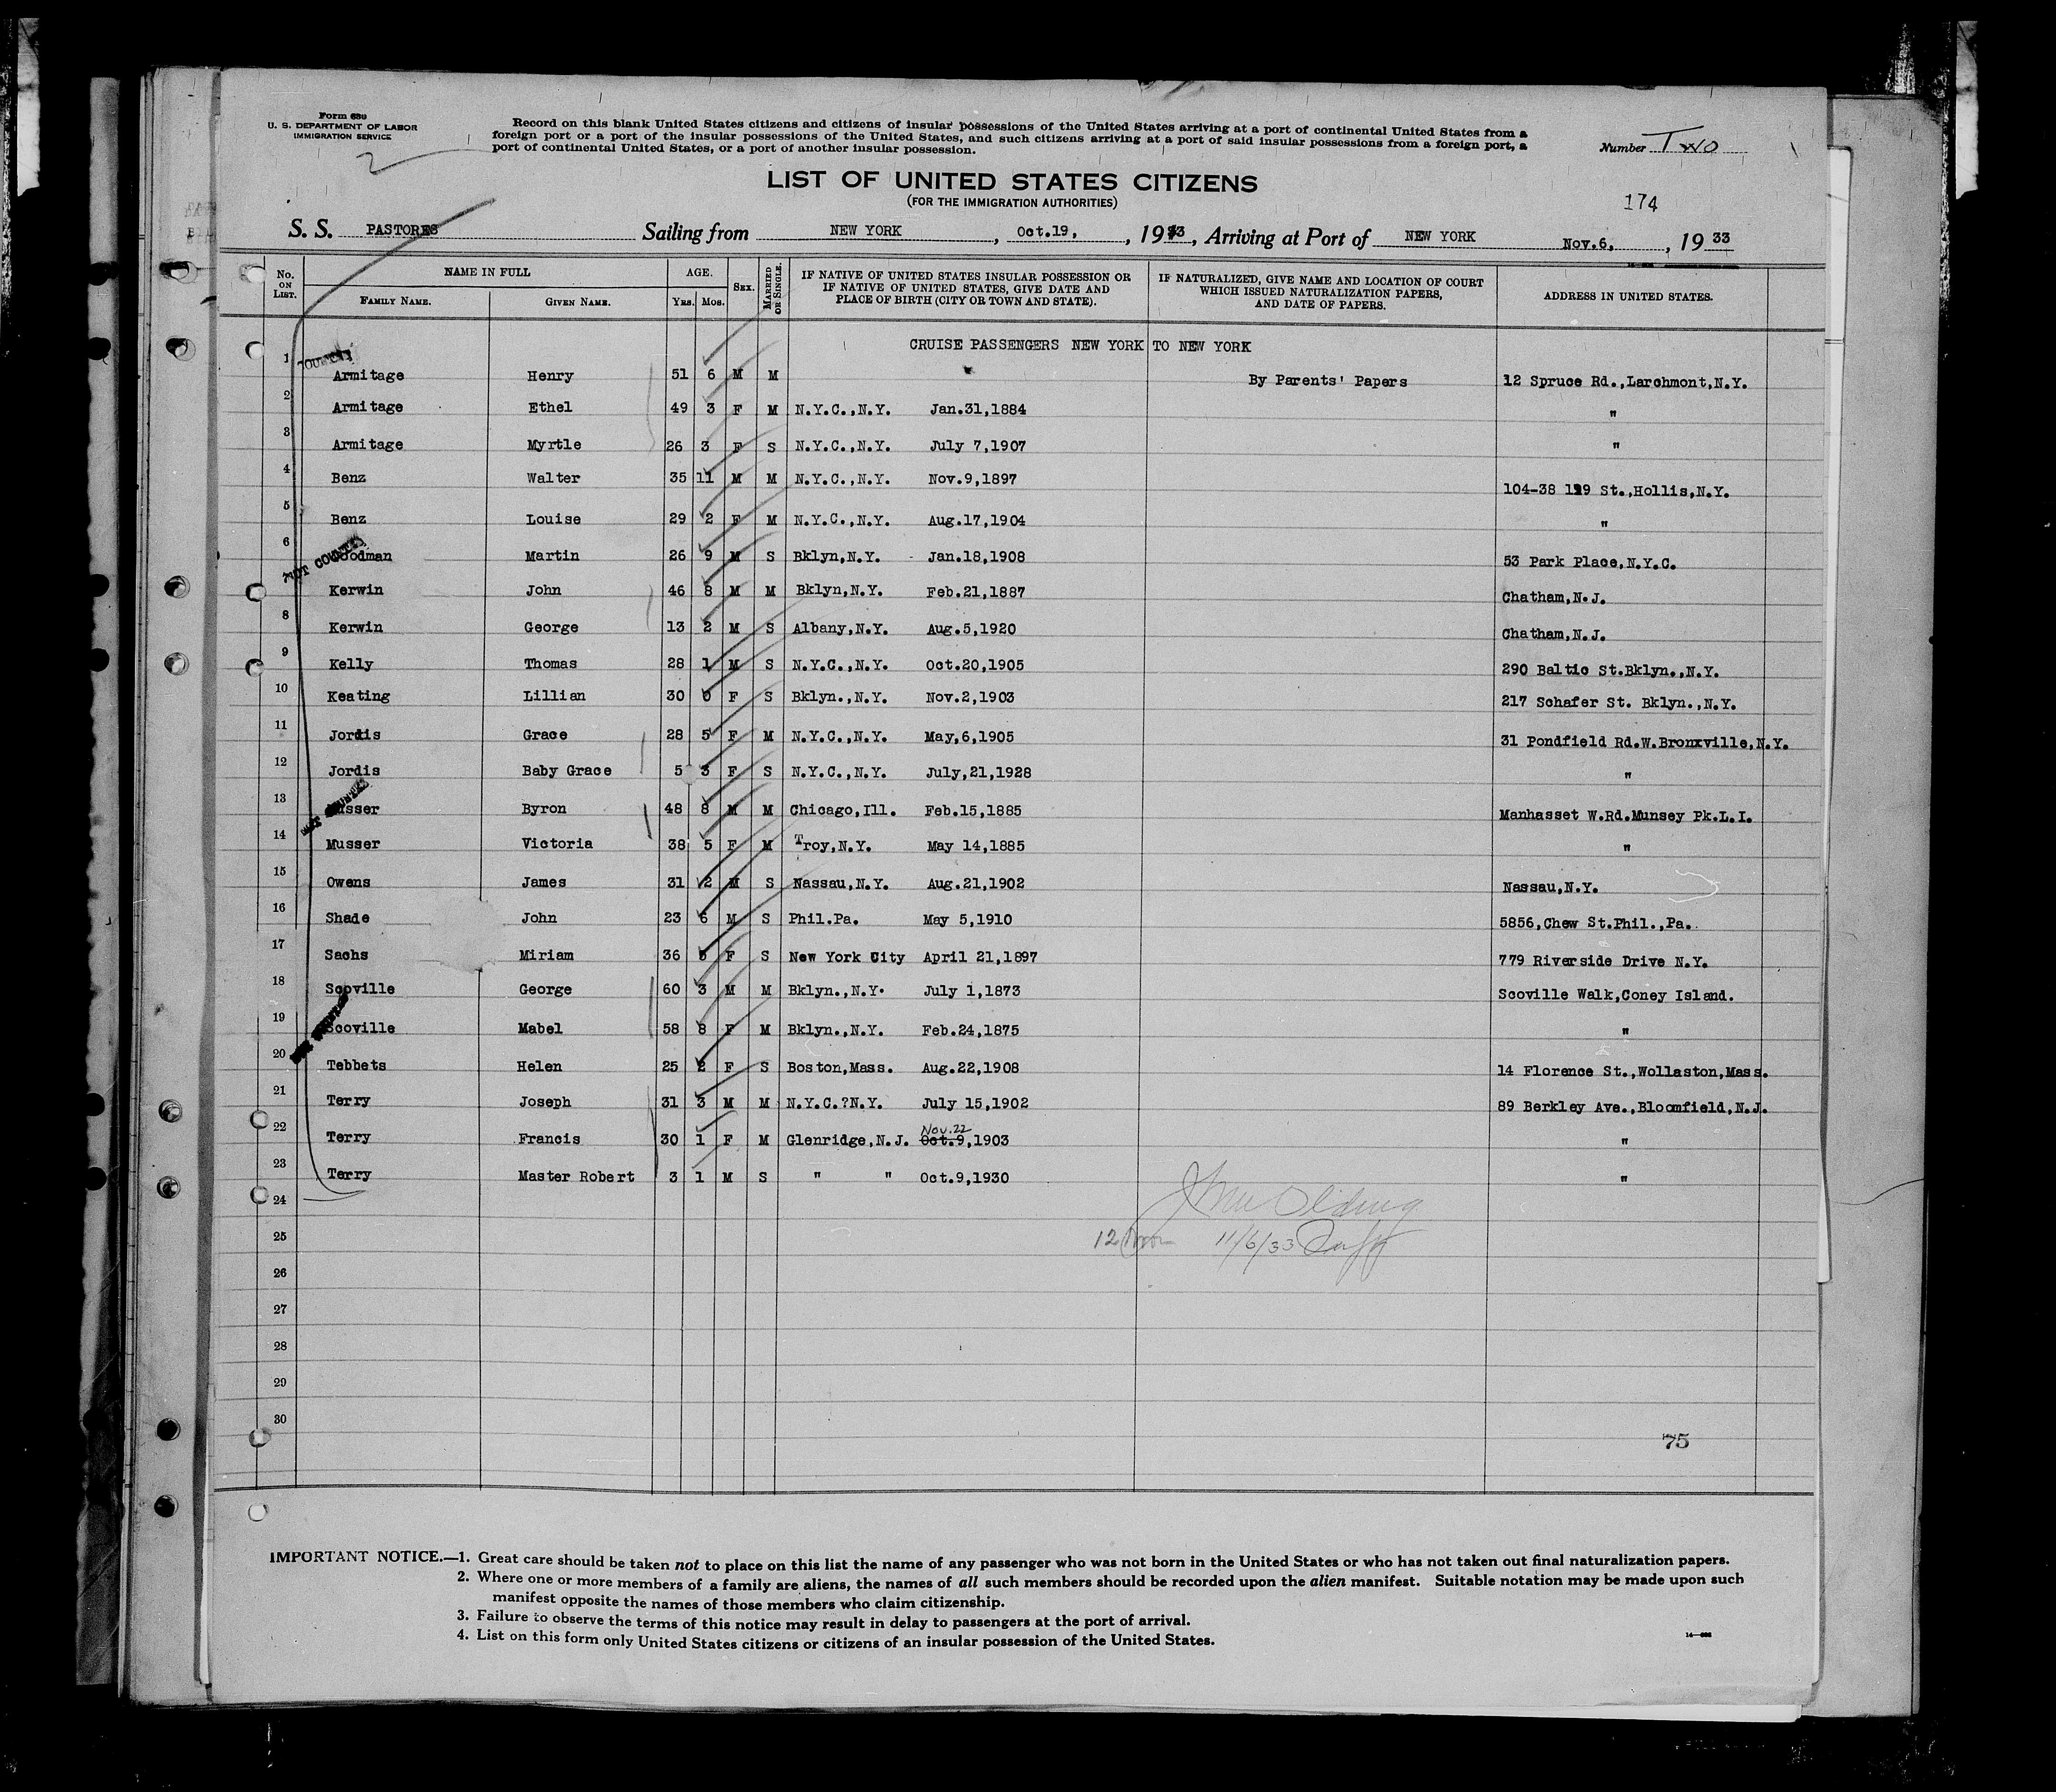 Form 630
U. S. DEPARTMENT OF LABOR
IMMIGRATION SERVICE
2
Record on this blank United States citizens and citizens of insular possessions of the United States arriving at a port of continental United States from a
foreign port or a port of the insular possessions of the United States, and such citizens arriving at a port of said insular possessions from a foreign port, a
port of continental United States, or a port of another insular possession.
Number Two
LIST OF UNITED STATES CITIZENS
(FOR THE IMMIGRATION AUTHORITIES)
174
S. S. PASTORES Sailing from NEW YORK, Oct.19, , 1933, Arriving at Port of NEW YORK Nov.6, , 1933
No. ON LIST. NAME IN FULL FAMILY NAME. GIVEN NAME. AGE. YRS. MOS. SEX. MARRIED OR SINGLE. IF NATIVE OF UNITED STATES INSULAR POSSESSION OR IF NATIVE OF UNITED STATES, GIVE DATE AND PLACE OF BIRTH (CITY OR TOWN AND STATE). IF NATURALIZED, GIVE NAME AND LOCATION OF COURT WHICH ISSUED NATURALIZATION PAPERS, AND DATE OF PAPERS. ADDRESS IN UNITED STATES.
CRUISE PASSENGERS NEW YORK TO NEW YORK
1 Armitage Henry 51 6 M M By Parents' Papers 12 Spruce Rd.,Larchmont,N.Y.
2 Armitage Ethel 49 3 F M N.Y.C.,N.Y. Jan.31,1884 "
3 Armitage Myrtle 26 3 F S N.Y.C.,N.Y. July 7,1907 "
4 Benz Walter 35 11 M M N.Y.C.,N.Y. Nov.9,1897 104-38 199 St.,Hollis,N.Y.
5 Benz Louise 29 2 F M N.Y.C.,N.Y. Aug.17,1904 "
6 Goodman Martin 26 9 M S Bklyn,N.Y. - Jan.18,1908 53 Park Place,N.Y.C.
NOT COUNTED
Kerwin John 46 8 M M Bklyn,N.Y. Feb.21,1887 Chatham,N.J.
8 Kerwin George 13 2 M S Albany,N.Y. Aug.5,1920 Chatham,N.J.
9 Kelly Thomas 28 1 M S N.Y.C.,N.Y. Oct.20,1905 290 Baltic St.Bklyn.,N.Y.
10 Keating Lillian 30 0 F S Bklyn.,N.Y. Nov.2,1903 217 Schafer St. Bklyn.,N.Y.
11 Jordis Grace 28 5 F M N.Y.C.,N.Y. May,6,1905 31 Pondfield Rd.W.Bronxville,N.Y.
12 Jordis Baby Grace 5 3 F S N.Y.C.,N.Y. July,21,1928 "
13 Musser Byron 48 8 M M Chicago,Ill. Feb.15,1885 Manhasset W.Rd.Munsey Pk.L.I.
14 Musser Victoria 38 5 F M Troy,N.Y. May 14,1885 "
15 Owens James 31 2 M S Nassau,N.Y. Aug.21,1902 Nassau,N.Y.
16 Shade John 23 6 M S Phil.Pa. May 5,1910 5856,Chew St.Phil.,Pa.
17 Sachs Miriam 36 5 F S New York City April 21,1897 779 Riverside Drive N.Y.
18 Scoville George 60 3 M M Bklyn.,N.Y. July 1,1873 Scoville Walk,Coney Island.
19 Scoville Mabel 58 8 F M Bklyn.,N.Y. Feb.24,1875 "
20 Tebbets Helen 25 2 F S Boston,Mass. Aug.22,1908 14 Florence St.,Wollaston,Mass.
21 Terry Joseph 31 3 M M N.Y.C.?N.Y. July 15,1902 89 Berkley Ave.,Bloomfield,N.J.
Nov.22
22 Terry Francis 30 1 F M Glenridge,N.J. Oct.9,1903 "
23 Terry Master Robert 3 1 M S " " Oct.9,1930 "
24
25 12 11/6/33
26
27
28
29
30
75
IMPORTANT NOTICE.—1. Great care should be taken not to place on this list the name of any passenger who was not born in the United States or who has not taken out final naturalization papers.
2. Where one or more members of a family are aliens, the names of all such members should be recorded upon the alien manifest. Suitable notation may be made upon such
manifest opposite the names of those members who claim citizenship.
3. Failure to observe the terms of this notice may result in delay to passengers at the port of arrival.
4. List on this form only United States citizens or citizens of an insular possession of the United States.